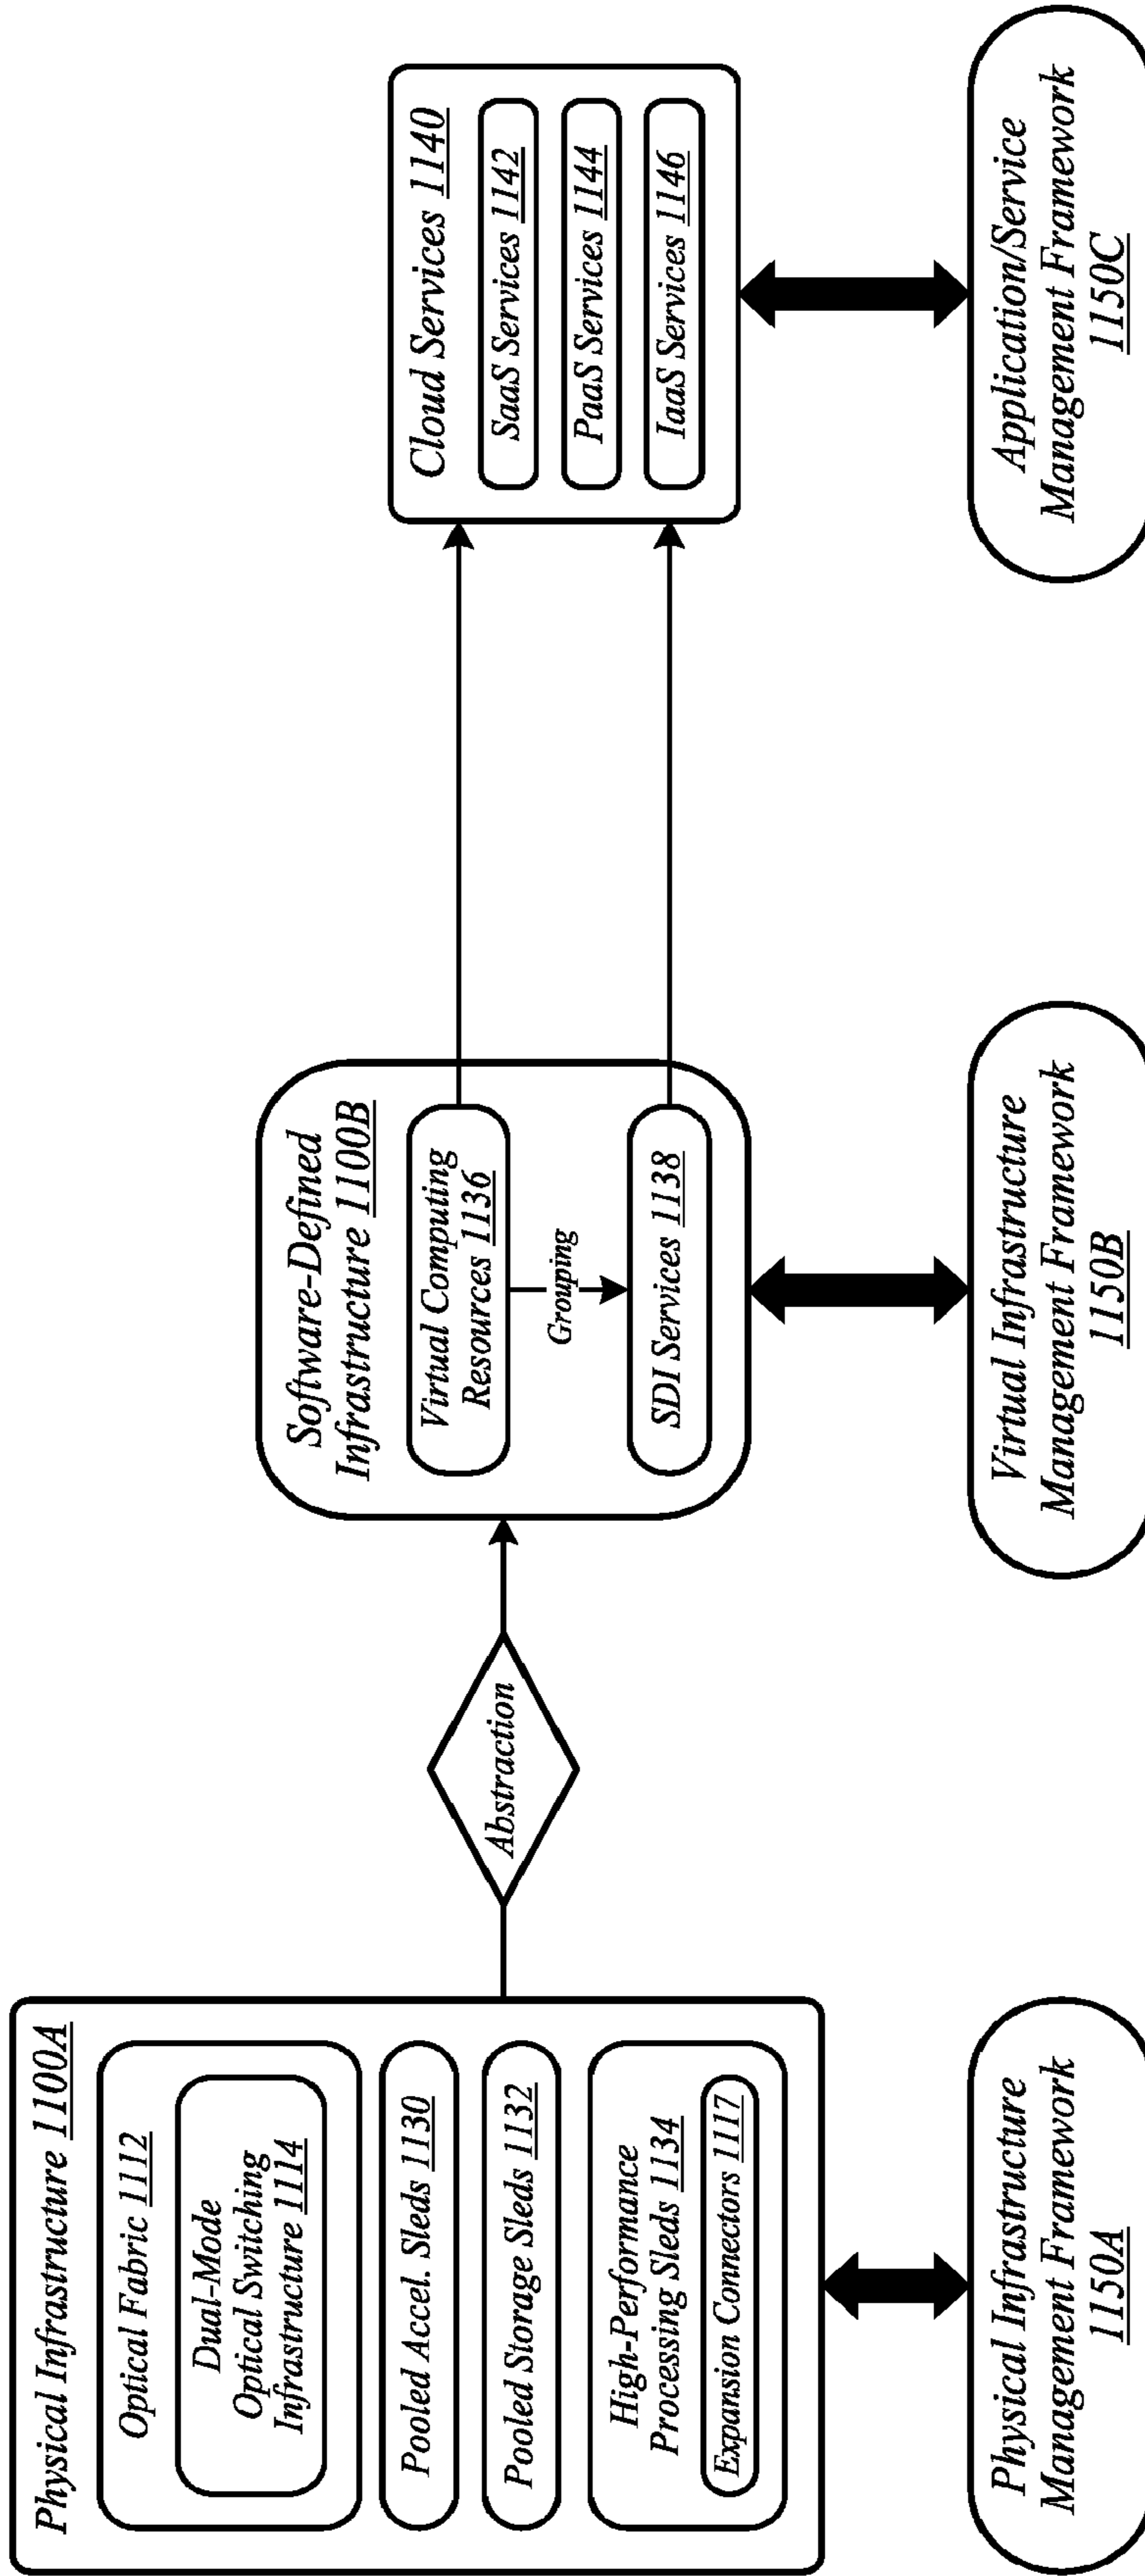 Physical Infrastructure 1100A
Optical Fabric 1112
Dual-Mode
Optical Switching
Infrastructure 1114
Pooled Accel. Sleds 1130
Pooled Storage Sleds 1132
High-Performance
Processing Sleds 1134
Expansion Connectors 1117
Physical Infrastructure
Management Framework
1150A
Abstraction
Software-Defined
Infrastructure 1100B
Virtual Computing
Resources 1136
Grouping
SDI Services 1138
Virtual Infrastructure
Management Framework
1150B
Cloud Services 1140
SaaS Services 1142
PaaS Services 1144
IaaS Services 1146
Application/Service
Management Framework
1150C